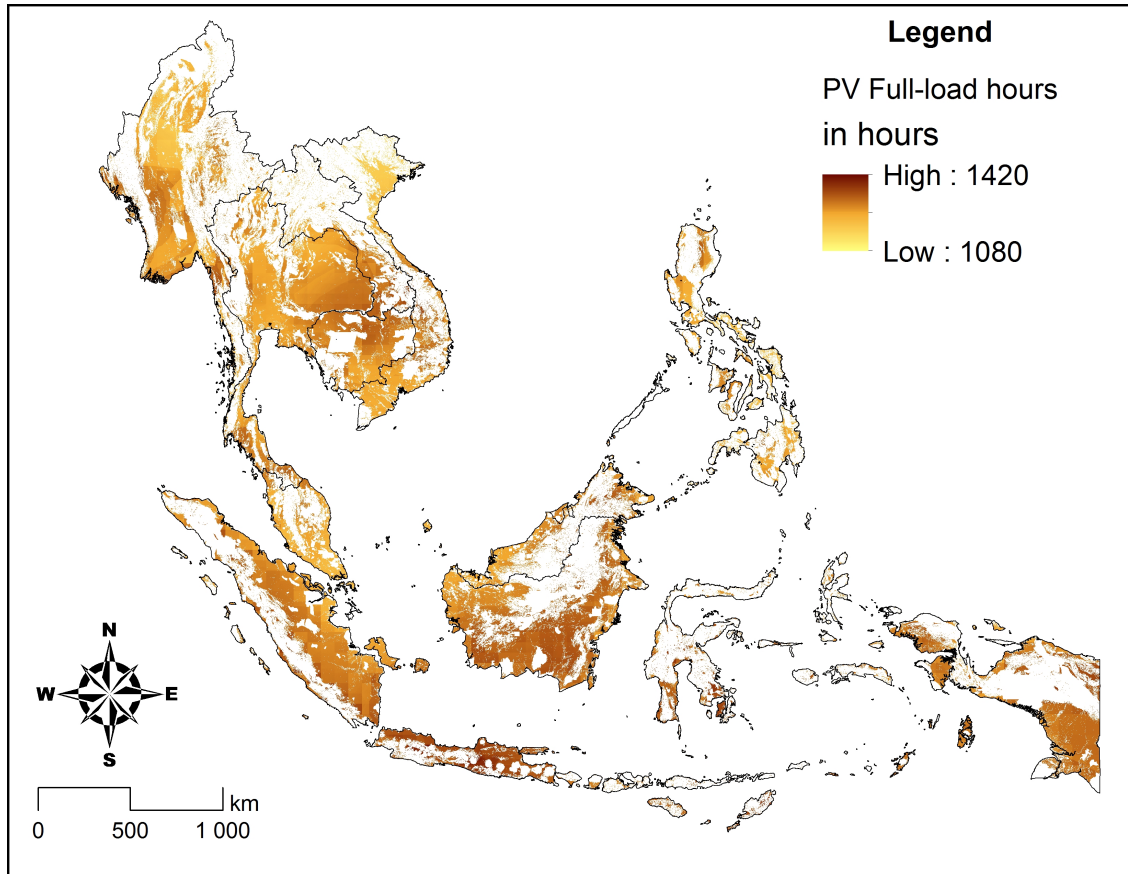 Legend
PV Full-load hours
in hours
High : 1420
Low : 1080
N
W E
S
km
0 500 1 000